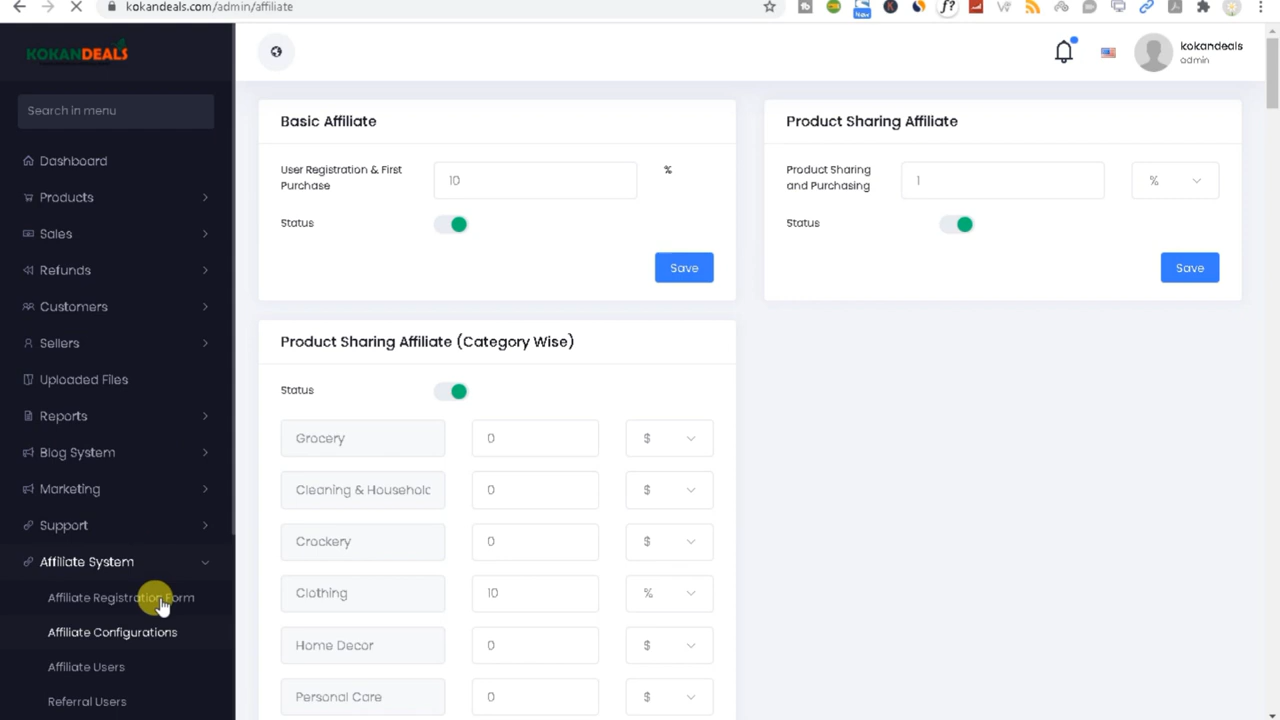 kokandeals.com/admin/affiliate
KOKANDEALS
kokandeals
admin
Search in menu
Dashboard
Products
Sales
Refunds
Customers
Sellers
Uploaded Files
Reports
Blog System
Marketing
Support
Affiliate System
Affiliate Registration Form
Affiliate Configurations
Affiliate Users
Referral Users
Basic Affiliate
User Registration & First
Purchase
10
%
Status
Save
Product Sharing Affiliate
Product Sharing
and Purchasing
1
%
Status
Save
Product Sharing Affiliate (Category Wise)
Status
Grocery 0 $
Cleaning & Household 0 $
Crockery 0 $
Clothing 10 %
Home Decor 0 $
Personal Care 0 $